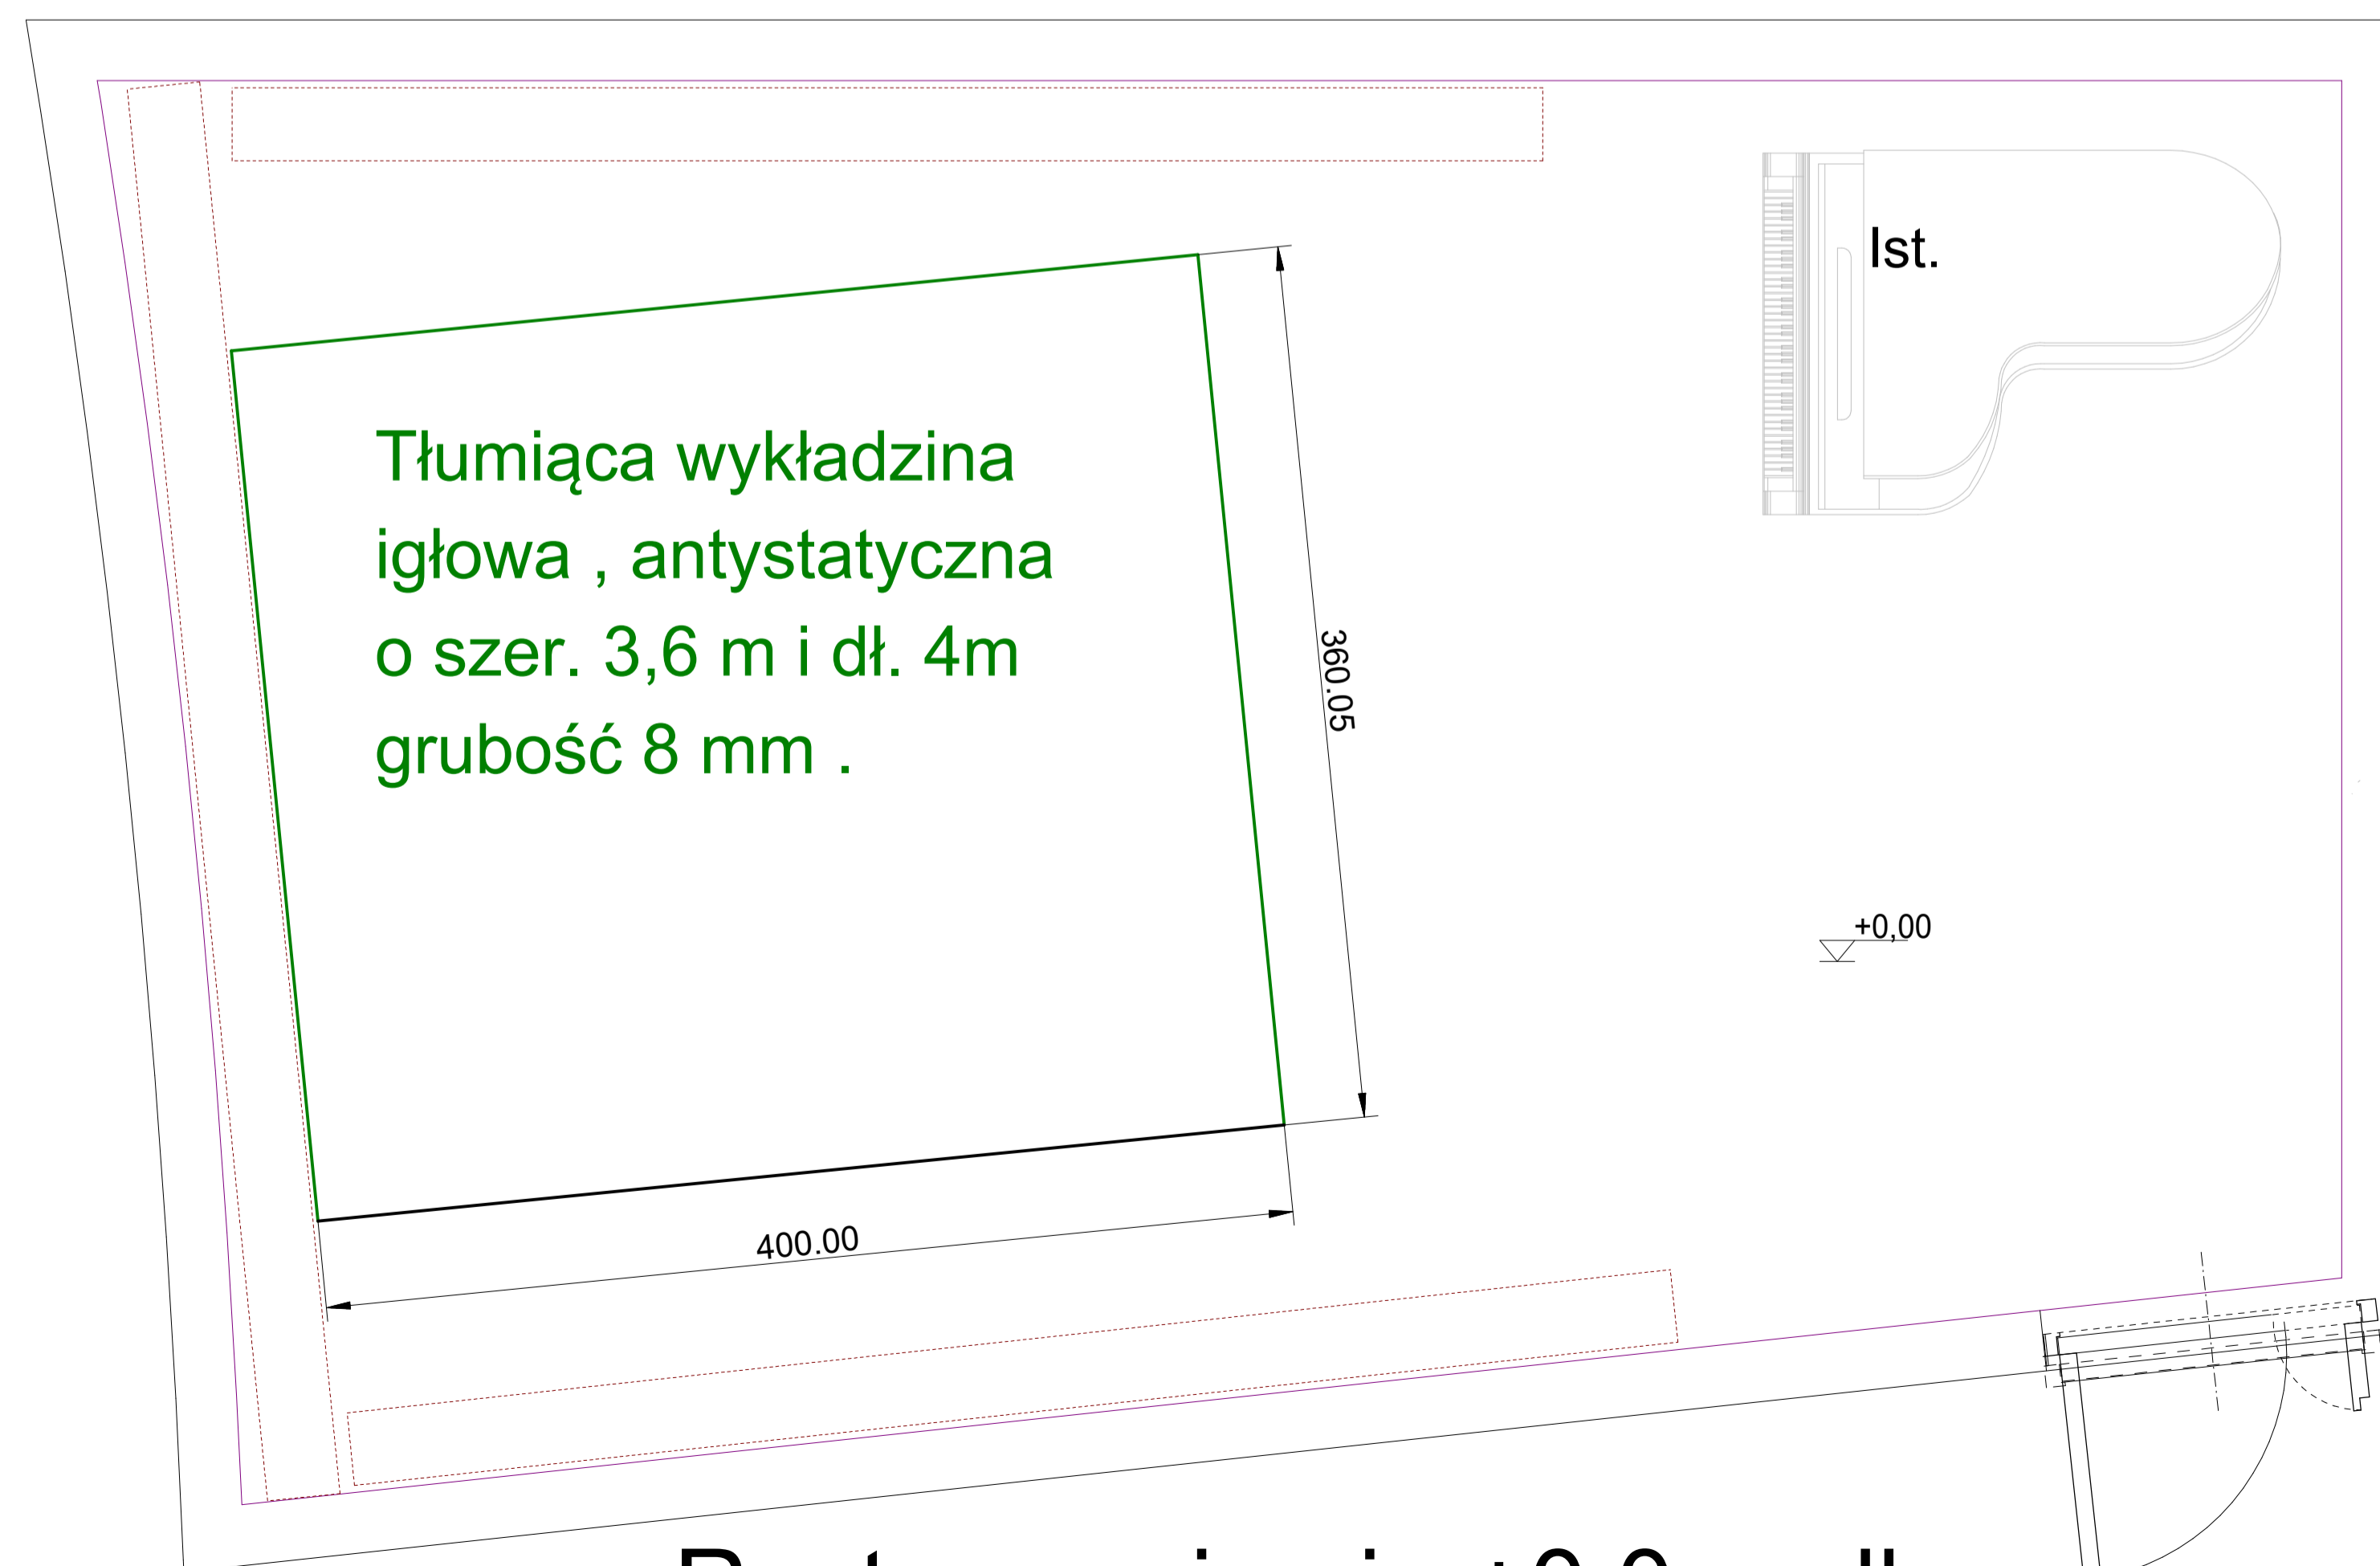 Ist.
Tłumiąca wykładzina
igłowa , antystatyczna
o szer. 3,6 m i dł. 4m
grubość 8 mm .
360.05
+0,00
400.00